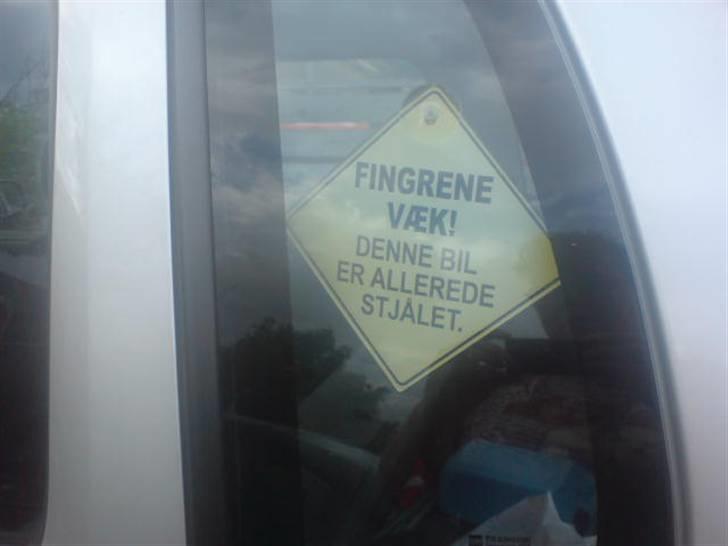 FINGRENE
VÆK!
DENNE BIL
ER ALLEREDE
STJÅLET.